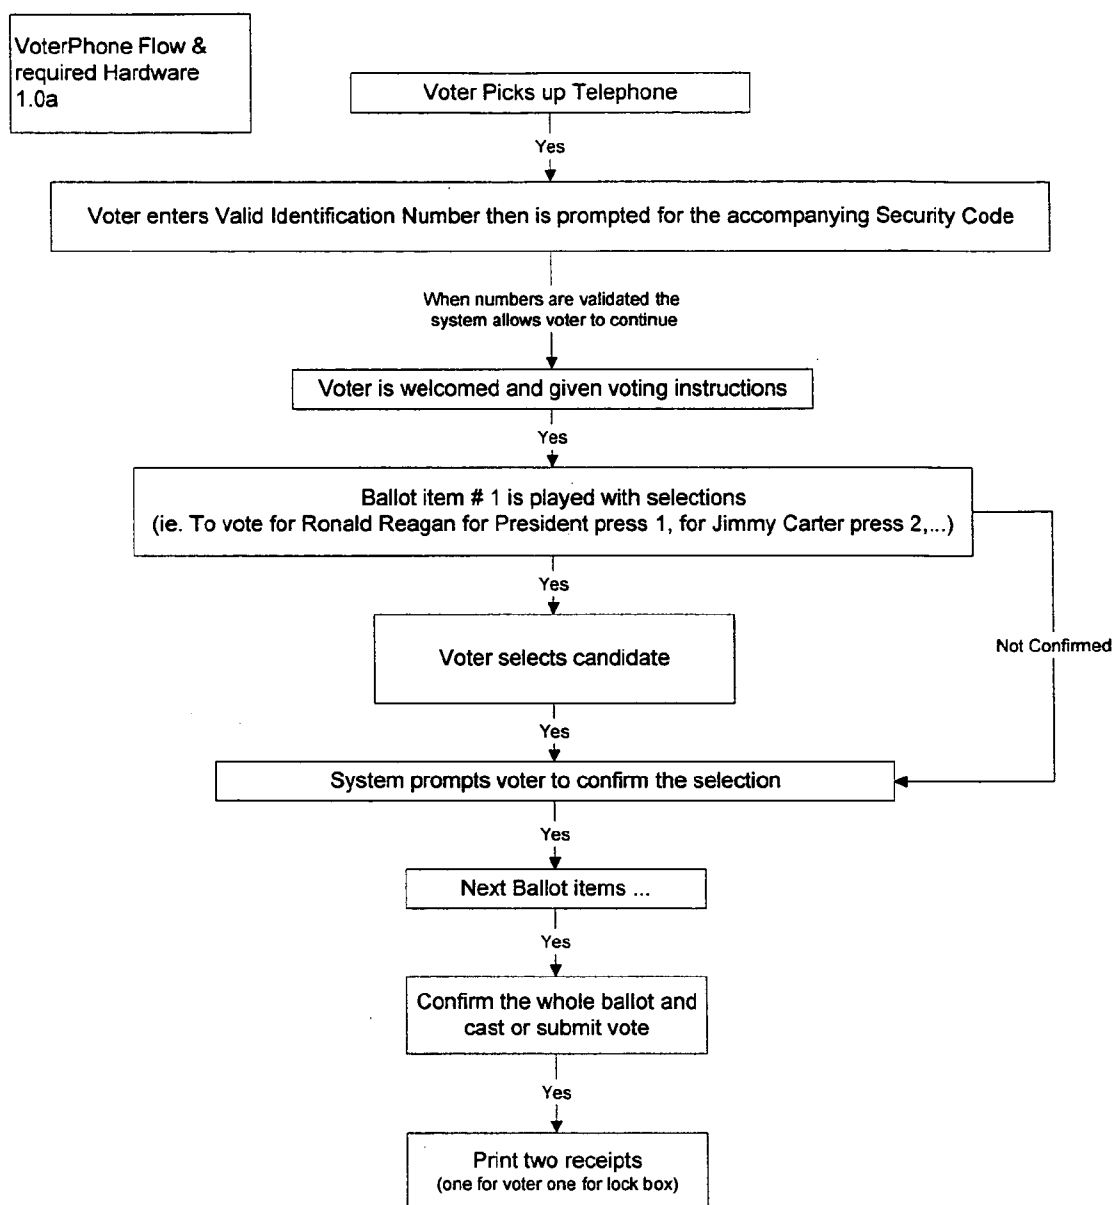 VoterPhone Flow &
required Hardware
1.0a
Voter Picks up Telephone
Yes
Voter enters Valid Identification Number then is prompted for the accompanying Security Code
When numbers are validated the
system allows voter to continue
Voter is welcomed and given voting instructions
Yes
Ballot item # 1 is played with selections
(ie. To vote for Ronald Reagan for President press 1, for Jimmy Carter press 2,...)
Yes
Voter selects candidate
Not Confirmed
Yes
System prompts voter to confirm the selection
Yes
Next Ballot items ...
Yes
Confirm the whole ballot and
cast or submit vote
Yes
Print two receipts
(one for voter one for lock box)